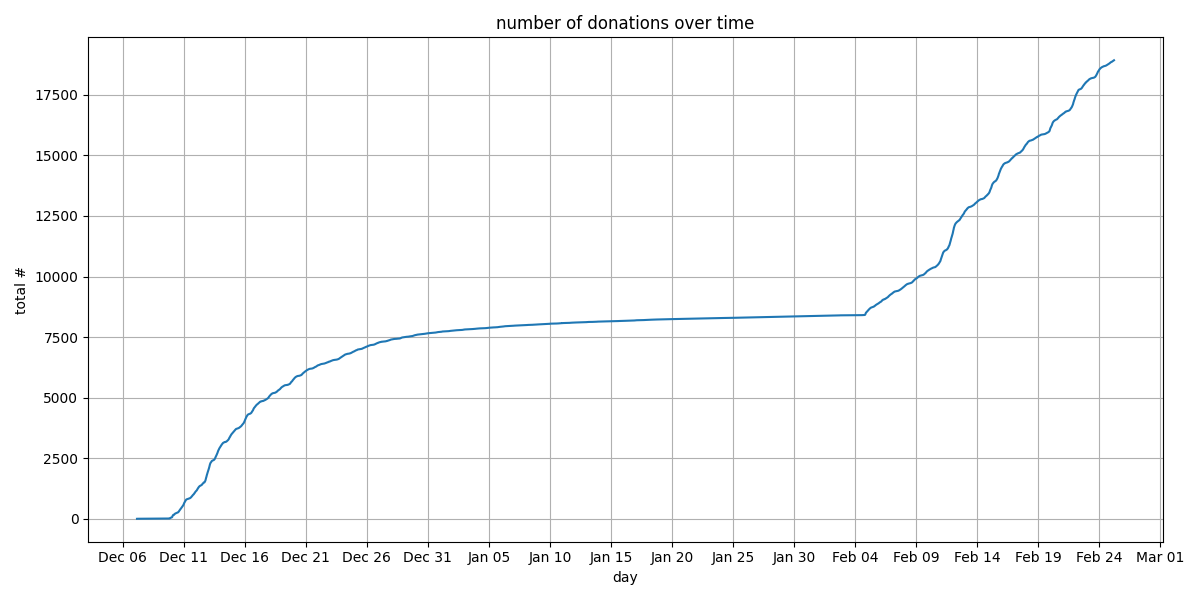 number of donations over time
total #
17500
15000
12500
10000
7500
5000
2500
0
Dec 06 Dec 11 Dec 16 Dec 21 Dec 26 Dec 31 Jan 05 Jan 10 Jan 15 Jan 20 Jan 25 Jan 30 Feb 04 Feb 09 Feb 14 Feb 19 Feb 24 Mar 01
day